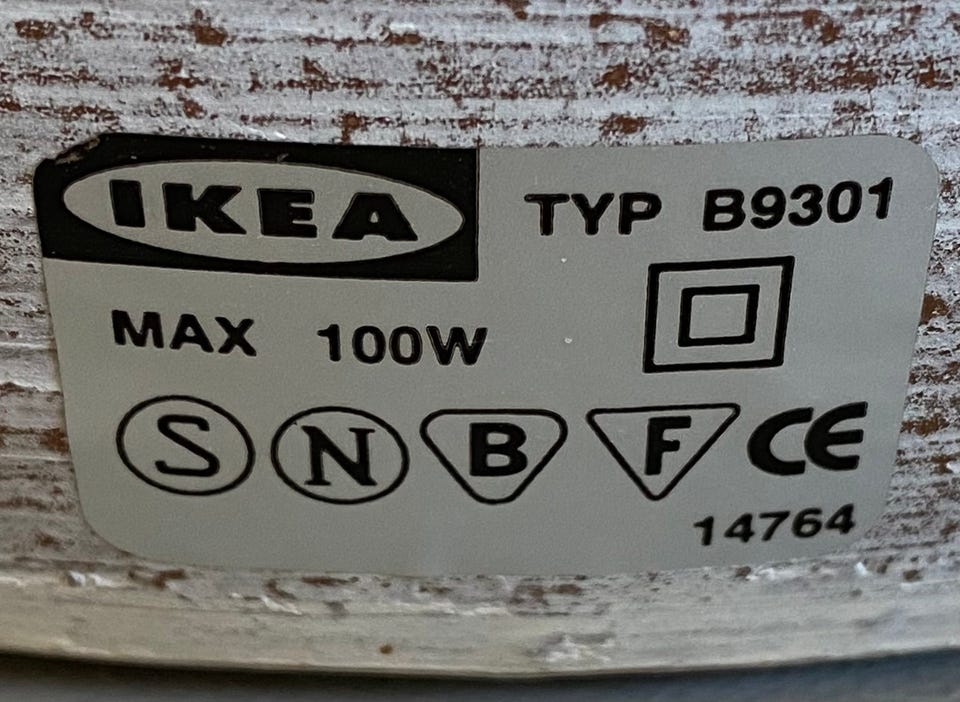 IKEA TYP B9301
MAX 100W
S N B F CE
14764